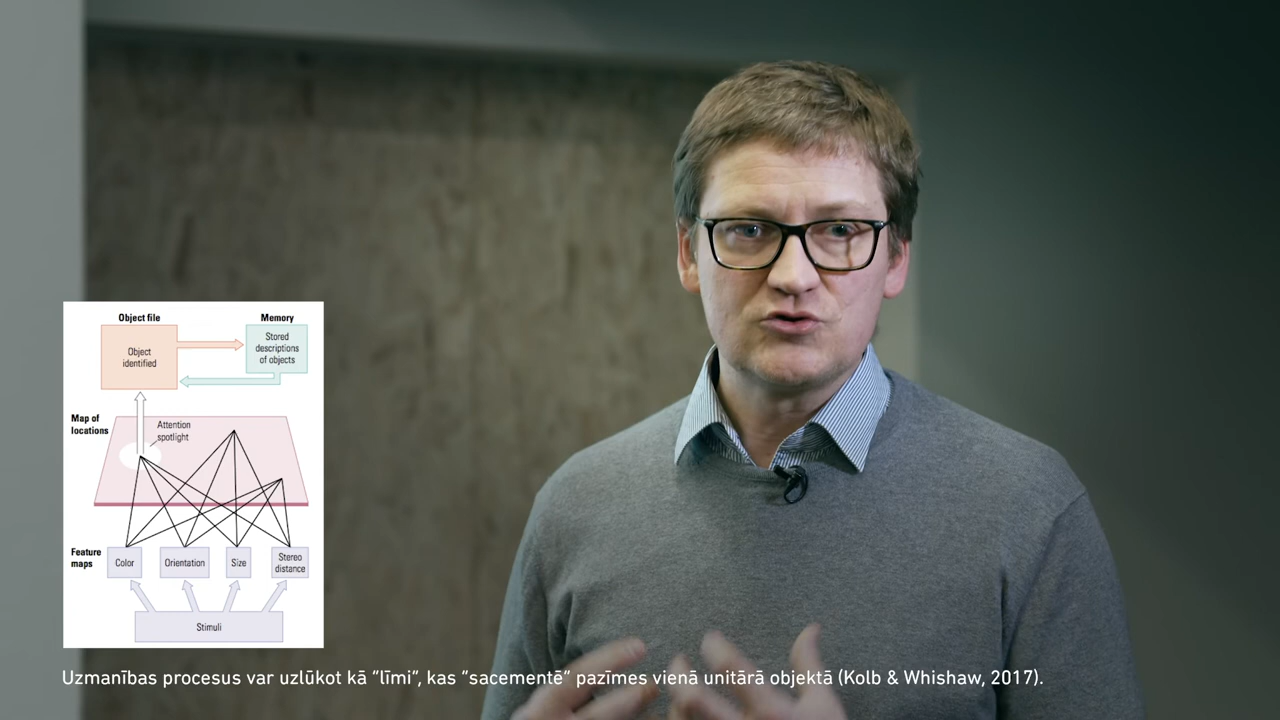 Object file
Memory
Object
identified
Stored
descriptions
of objects
Map of
locations
Attention
spotlight
Feature
maps
Color
Orientation
Size
Stereo
distance
Stimuli
Uzmanības procesus var uzlūkot kā “līmi”, kas “sacementē” pazīmes vienā unitārā objektā (Kolb & Whishaw, 2017).